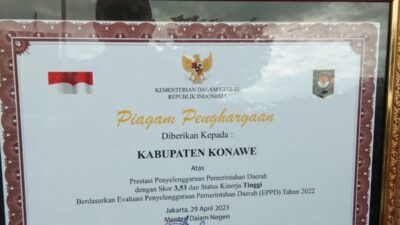 KEMENTERIAN DALAM NEGERI
REPUBLIK INDONESIA
Piagam Penghargaan
Diberikan Kepada :
KABUPATEN KONAWE
Atas
Prestasi Penyelenggaraan Pemerintahan Daerah
dengan Skor 3,53 dan Status Kinerja Tinggi
Berdasarkan Evaluasi Penyelenggaraan Pemerintahan Daerah (EPPD) Tahun 2022
Jakarta, 29 April 2023
Menteri Dalam Negeri